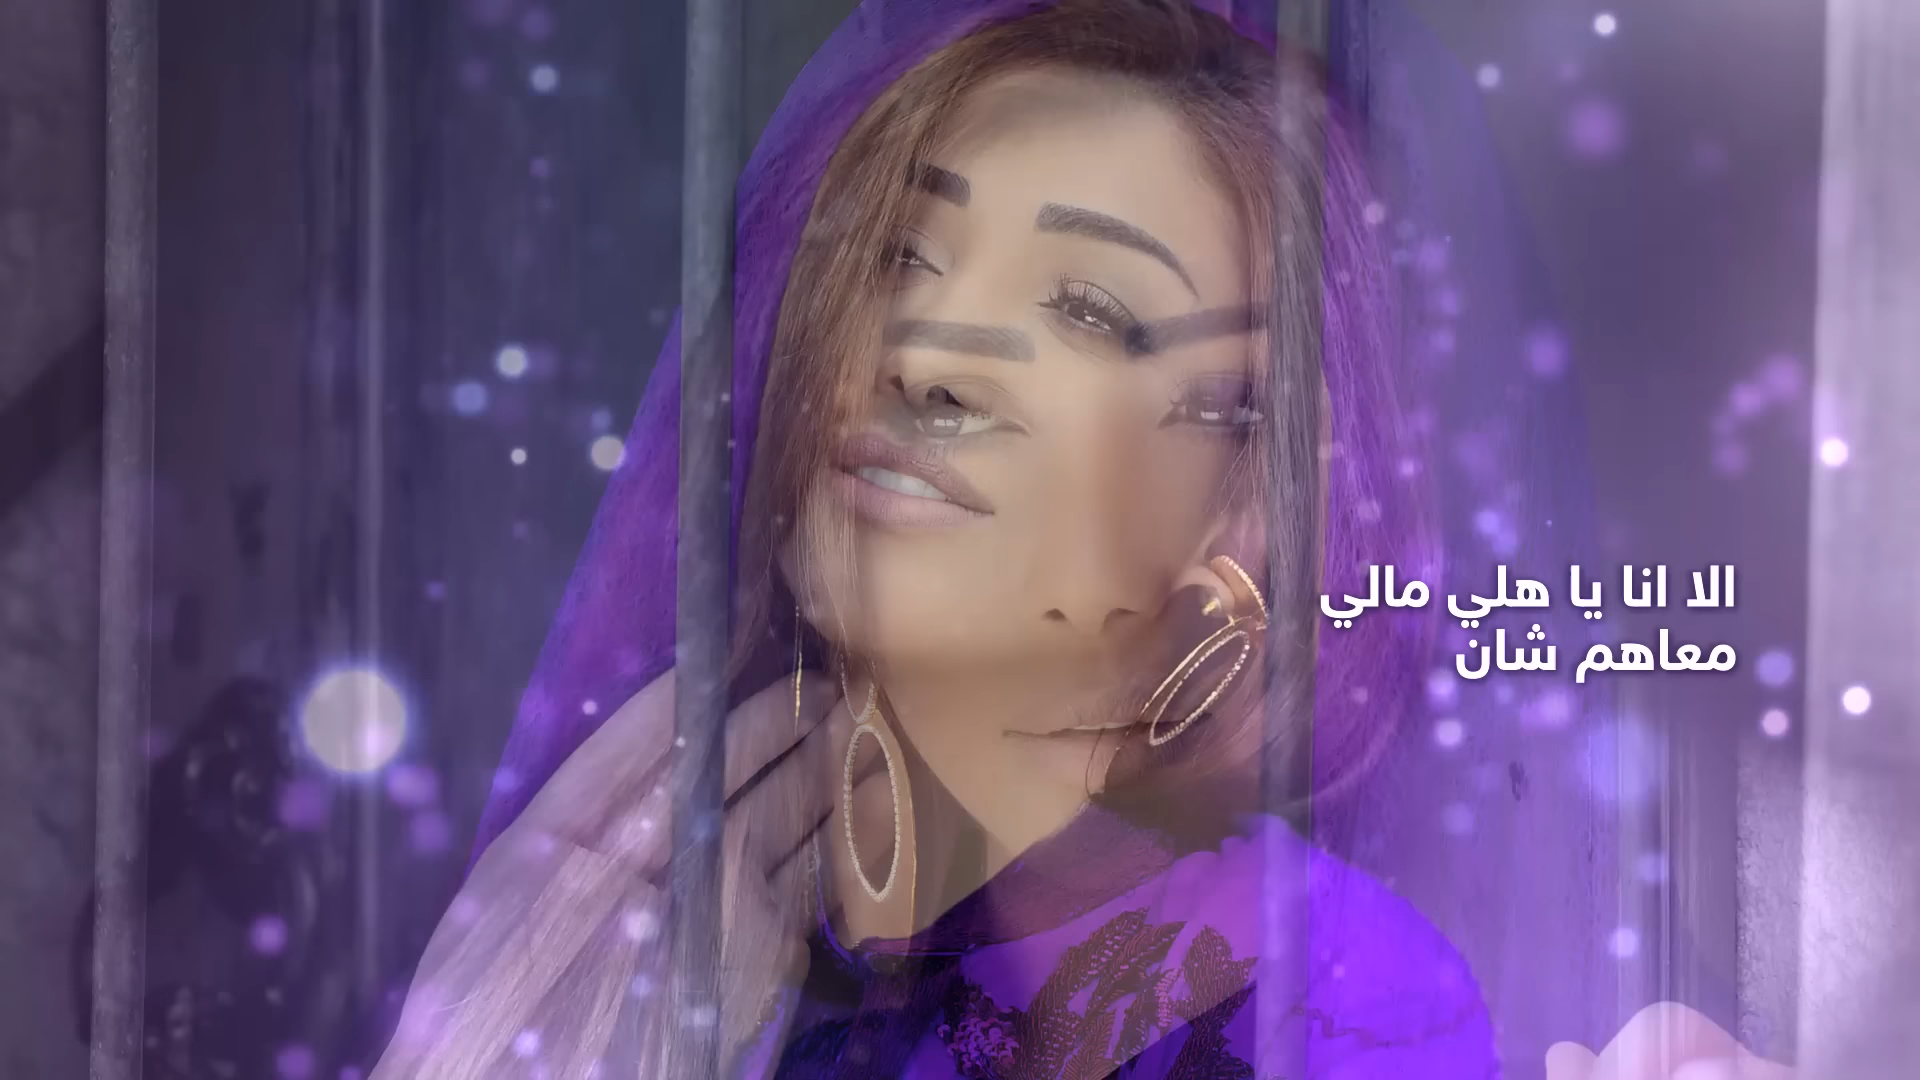 الا انا يا هلي مالي
معاهم شان